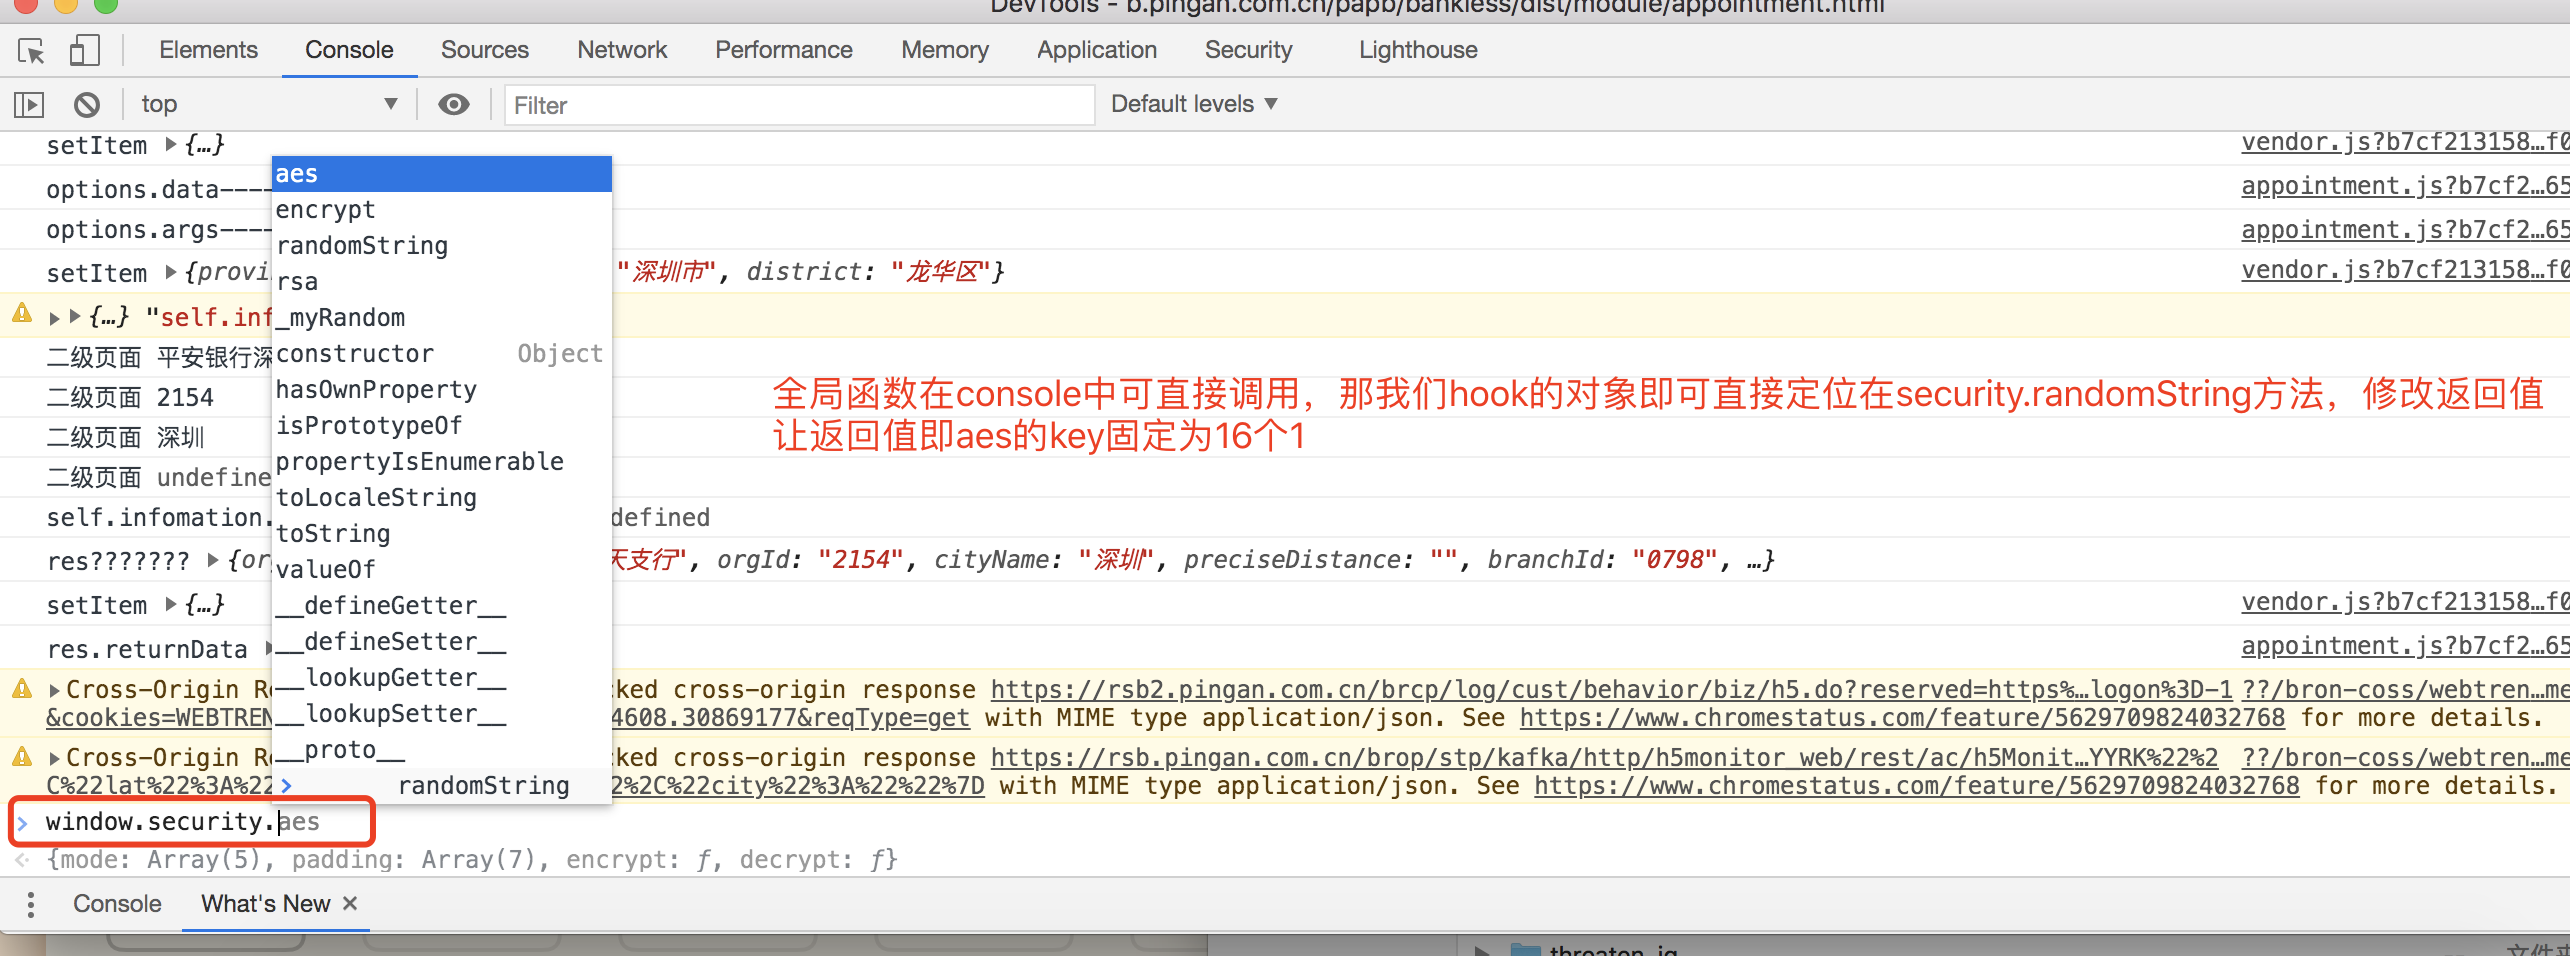 DevTools - b.pingan.com.cn/papb/bankless/dist/module/appointment.html
Elements Console Sources Network Performance Memory Application Security Lighthouse
top ▼ Filter Default levels ▼
setItem ▶{…} vendor.js?b7cf213158…f0
aes
options.data---- appointment.js?b7cf2…65
encrypt
options.args---- appointment.js?b7cf2…65
randomString
setItem ▶{provi "深圳市", district: "龙华区"} vendor.js?b7cf213158…f0
rsa
▶ ▶{…} "self.inf
_myRandom
二级页面 平安银行深
constructor Object
二级页面 2154
hasOwnProperty
全局函数在console中可直接调用，那我们hook的对象即可直接定位在security.randomString方法，修改返回值
让返回值即aes的key固定为16个1
二级页面 深圳
isPrototypeOf
二级页面 undefine
propertyIsEnumerable
toLocaleString
self.infomation. defined
toString
res??????? ▶{or 天支行", orgId: "2154", cityName: "深圳", preciseDistance: "", branchId: "0798", …}
valueOf
setItem ▶{…} vendor.js?b7cf213158…f0
__defineGetter__
res.returnData appointment.js?b7cf2…65
__defineSetter__
__lookupGetter__
▶Cross-Origin R cked cross-origin response https://rsb2.pingan.com.cn/brcp/log/cust/behavior/biz/h5.do?reserved=https%…logon%3D-1 ??/bron-coss/webtren…me
&cookies=WEBTREN 4608.30869177&reqType=get with MIME type application/json. See https://www.chromestatus.com/feature/5629709824032768 for more details.
__lookupSetter__
__proto__
▶Cross-Origin R cked cross-origin response https://rsb.pingan.com.cn/brop/stp/kafka/http/h5monitor_web/rest/ac/h5Monit…YYRK%22%2 ??/bron-coss/webtren…me
C%22lat%22%3A%22 2%2C%22city%22%3A%22%22%7D with MIME type application/json. See https://www.chromestatus.com/feature/5629709824032768 for more details.
> randomString
> window.security.aes
{mode: Array(5), padding: Array(7), encrypt: ƒ, decrypt: ƒ}
Console What's New ×
threaten_ig
文件夹